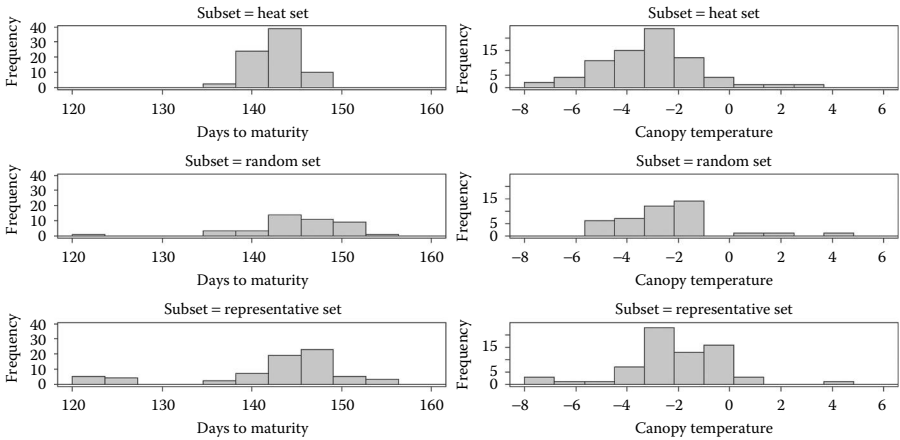 Subset = heat set
Frequency
40
30
20
10
0
120 130 140 150 160
Days to maturity
Subset = heat set
Frequency
15
5
0
−8 −6 −4 −2 0 2 4 6
Canopy temperature
Subset = random set
Frequency
40
30
20
10
0
120 130 140 150 160
Days to maturity
Subset = random set
Frequency
15
5
0
−8 −6 −4 −2 0 2 4 6
Canopy temperature
Subset = representative set
Frequency
40
30
20
10
0
120 130 140 150 160
Days to maturity
Subset = representative set
Frequency
15
5
0
−8 −6 −4 −2 0 2 4 6
Canopy temperature